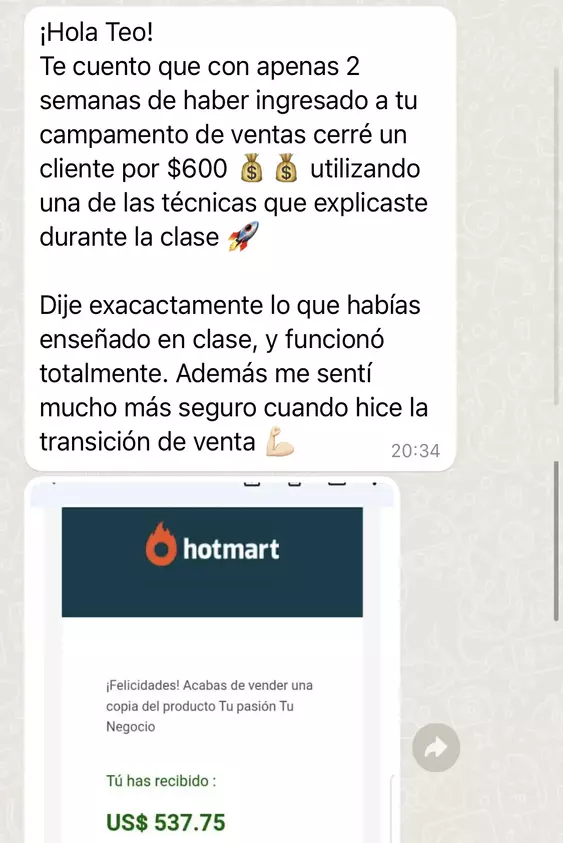 ¡Hola Teo!
Te cuento que con apenas 2
semanas de haber ingresado a tu
campamento de ventas cerré un
cliente por $600 💰 💰 utilizando
una de las técnicas que explicaste
durante la clase 🚀
Dije exacactamente lo que habías
enseñado en clase, y funcionó
totalmente. Además me sentí
mucho más seguro cuando hice la
transición de venta 💪🏻
20:34
hotmart
¡Felicidades! Acabas de vender una
copia del producto Tu pasión Tu
Negocio
Tú has recibido :
US$ 537.75